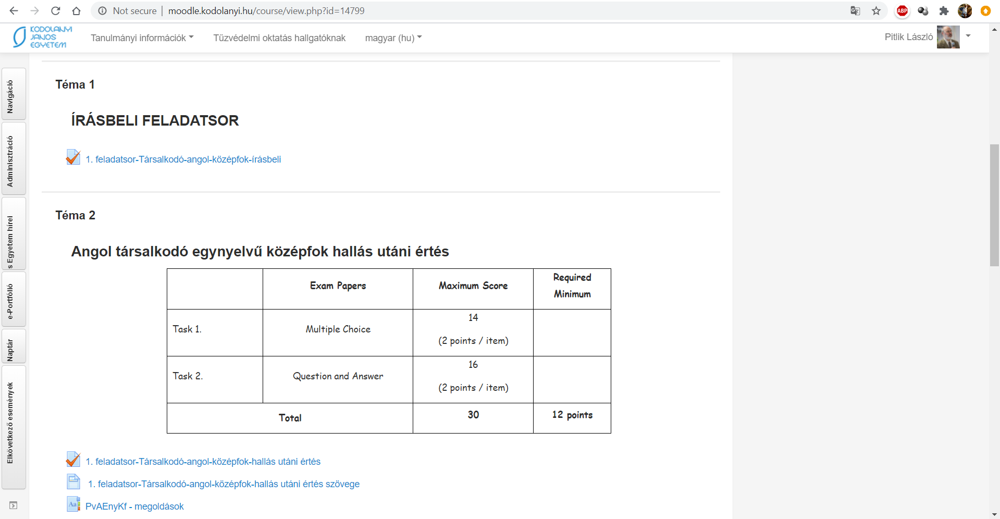 Not secure | moodle.kodolanyi.hu/course/view.php?id=14799
ABP
KODOLÁNYI
JÁNOS
EGYETEM
Tanulmányi információk
Tűzvédelmi oktatás hallgatóknak
magyar (hu)
Pitlik László
Navigáció
Adminisztráció
s Egyetem hírei
e-Portfólió
Naptár
Elkövetkező események
Téma 1
ÍRÁSBELI FELADATSOR
1. feladatsor-Társalkodó-angol-középfok-írásbeli
Téma 2
Angol társalkodó egynyelvű középfok hallás utáni értés
Exam Papers
Maximum Score
Required
Minimum
Task 1.
Multiple Choice
14
(2 points / item)
Task 2.
Question and Answer
16
(2 points / item)
Total
30
12 points
1. feladatsor-Társalkodó-angol-középfok-hallás utáni értés
1. feladatsor-Társalkodó-angol-középfok-hallás utáni értés szövege
Aa
PvAEnyKf - megoldások